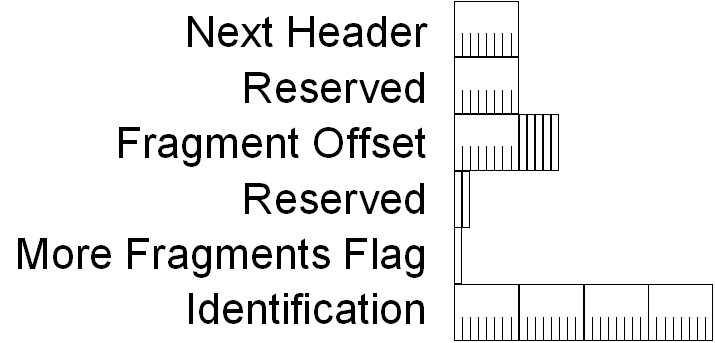 Next Header
Reserved
Fragment Offset
Reserved
More Fragments Flag
Identification